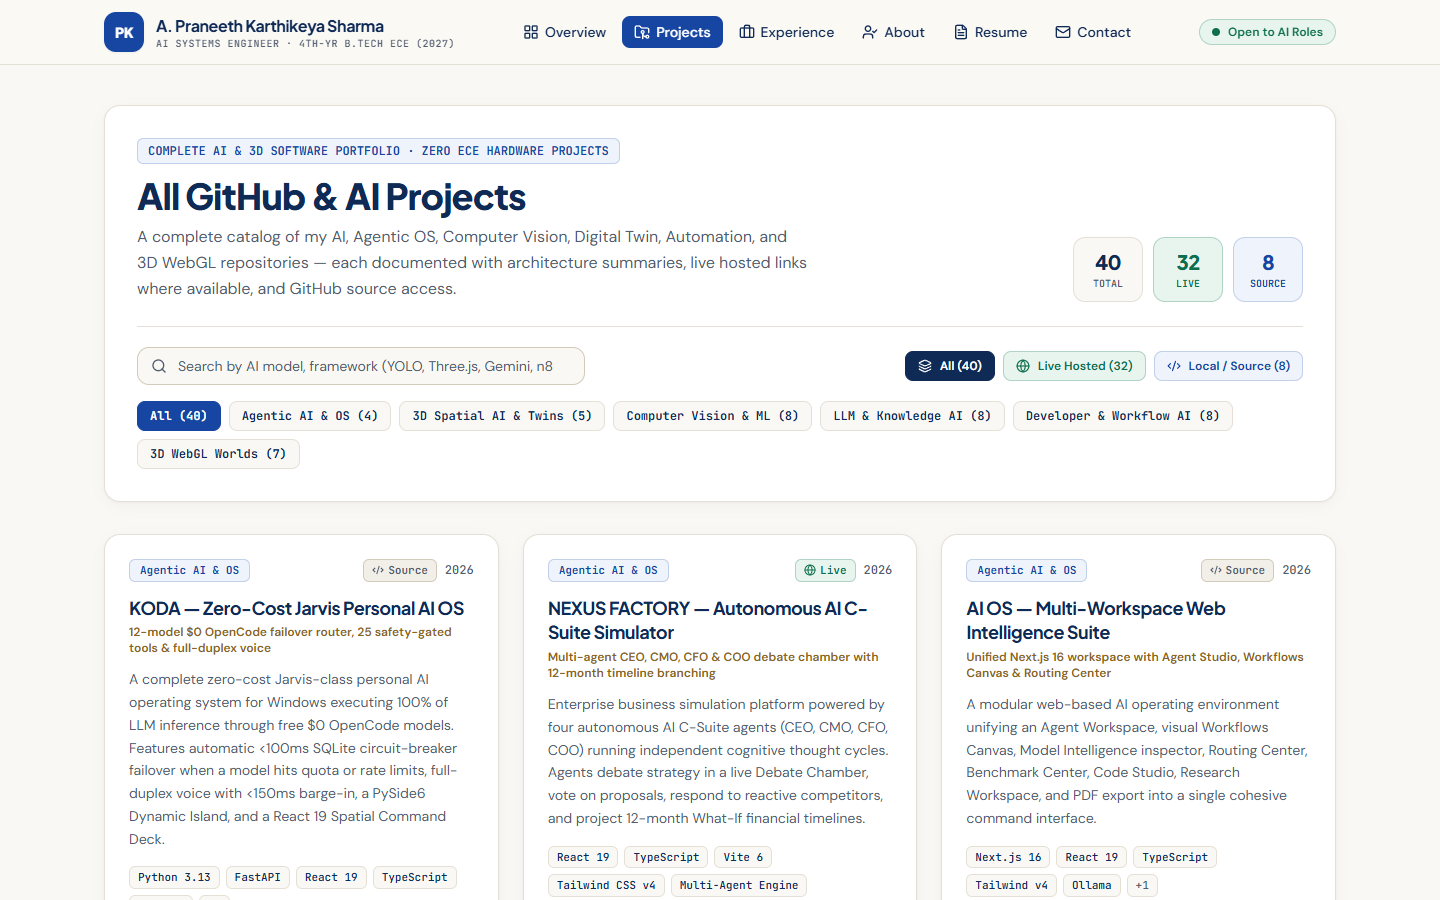 PK
A. Praneeth Karthikeya Sharma
AI SYSTEMS ENGINEER · 4TH-YR B.TECH ECE (2027)
Overview
Projects
Experience
About
Resume
Contact
Open to AI Roles
COMPLETE AI & 3D SOFTWARE PORTFOLIO · ZERO ECE HARDWARE PROJECTS
All GitHub & AI Projects
A complete catalog of my AI, Agentic OS, Computer Vision, Digital Twin, Automation, and
3D WebGL repositories — each documented with architecture summaries, live hosted links
where available, and GitHub source access.
40
TOTAL
32
LIVE
8
SOURCE
Search by AI model, framework (YOLO, Three.js, Gemini, n8
All (40)
Live Hosted (32)
Local / Source (8)
All (40)
Agentic AI & OS (4)
3D Spatial AI & Twins (5)
Computer Vision & ML (8)
LLM & Knowledge AI (8)
Developer & Workflow AI (8)
3D WebGL Worlds (7)
Agentic AI & OS
Source
2026
KODA — Zero-Cost Jarvis Personal AI OS
12-model $0 OpenCode failover router, 25 safety-gated
tools & full-duplex voice
A complete zero-cost Jarvis-class personal AI
operating system for Windows executing 100% of
LLM inference through free $0 OpenCode models.
Features automatic <100ms SQLite circuit-breaker
failover when a model hits quota or rate limits, full-
duplex voice with <150ms barge-in, a PySide6
Dynamic Island, and a React 19 Spatial Command
Deck.
Python 3.13
FastAPI
React 19
TypeScript
Agentic AI & OS
Live
2026
NEXUS FACTORY — Autonomous AI C-
Suite Simulator
Multi-agent CEO, CMO, CFO & COO debate chamber with
12-month timeline branching
Enterprise business simulation platform powered by
four autonomous AI C-Suite agents (CEO, CMO, CFO,
COO) running independent cognitive thought cycles.
Agents debate strategy in a live Debate Chamber,
vote on proposals, respond to reactive competitors,
and project 12-month What-If financial timelines.
React 19
TypeScript
Vite 6
Tailwind CSS v4
Multi-Agent Engine
Agentic AI & OS
Source
2026
AI OS — Multi-Workspace Web
Intelligence Suite
Unified Next.js 16 workspace with Agent Studio, Workflows
Canvas & Routing Center
A modular web-based AI operating environment
unifying an Agent Workspace, visual Workflows
Canvas, Model Intelligence inspector, Routing Center,
Benchmark Center, Code Studio, Research
Workspace, and PDF export into a single cohesive
command interface.
Next.js 16
React 19
TypeScript
Tailwind v4
Ollama
+1